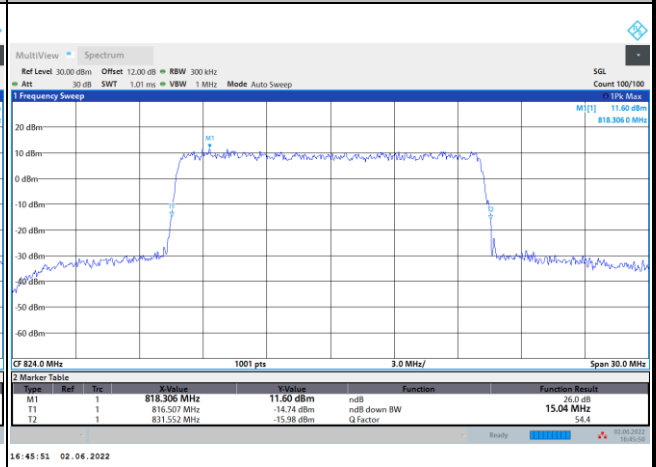 MultiView Spectrum
Ref Level 30.00 dBm Offset 12.00 dB RBW 300 kHz SGL
Att 30 dB SWT 1.01 ms VBW 1 MHz Mode Auto Sweep Count 100/100
1 Frequency Sweep 1Pk Max
M1[1] 11.60 dBm
818.306 0 MHz
20 dBm
M1
10 dBm
0 dBm
-10 dBm
T1
T2
-20 dBm
-30 dBm
-40 dBm
-50 dBm
-60 dBm
CF 824.0 MHz 1001 pts 3.0 MHz/ Span 30.0 MHz
2 Marker Table
Type Ref Trc X-Value Y-Value Function Function Result
M1 1 818.306 MHz 11.60 dBm ndB 26.0 dB
T1 1 816.507 MHz -14.74 dBm ndB down BW 15.04 MHz
T2 1 831.552 MHz -15.98 dBm Q Factor 54.4
Ready 02.06.2022
16:45:50
16:45:51 02.06.2022